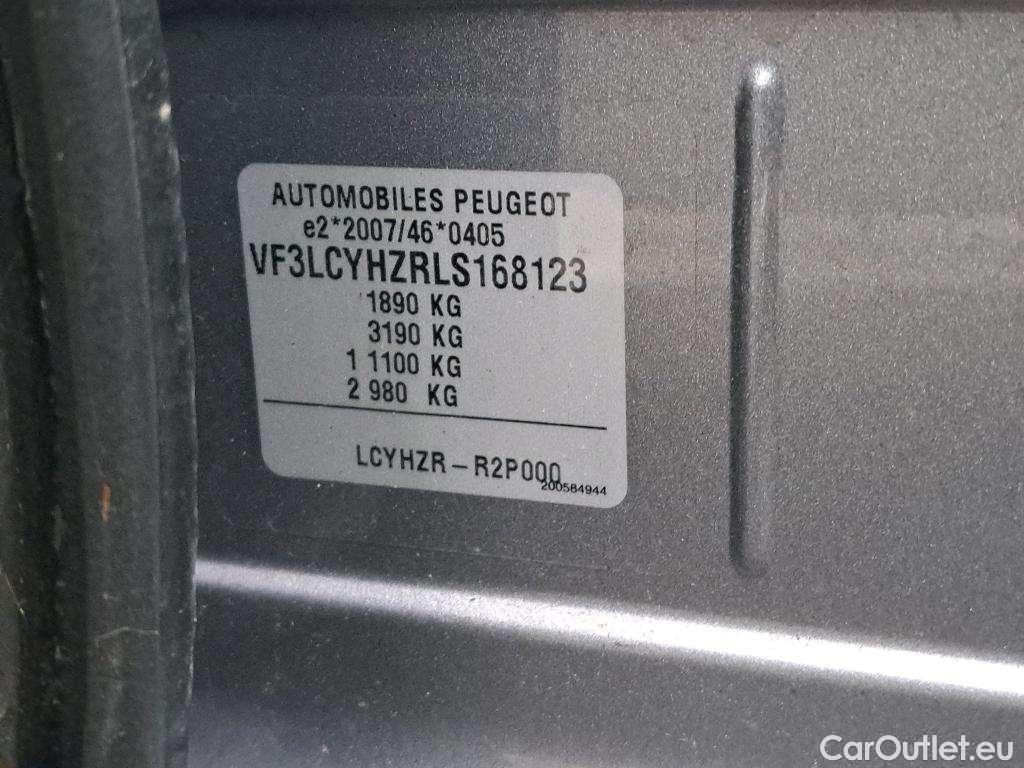 AUTOMOBILES PEUGEOT
e2*2007/46*0405
VF3LCYHZRLS168123
1890 KG
3190 KG
1 1100 KG
2 980 KG
LCYHZR - R2P000
200584944
CarOutlet.eu